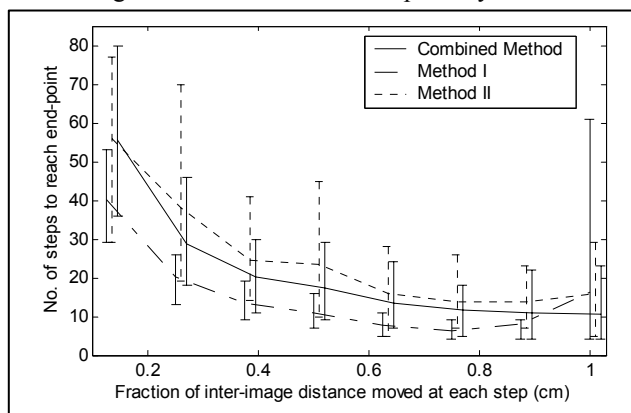 80
70
60
50
40
30
20
10
0
No. of steps to reach end-point
Combined Method
Method I
Method II
0.2 0.4 0.6 0.8 1
Fraction of inter-image distance moved at each step (cm)